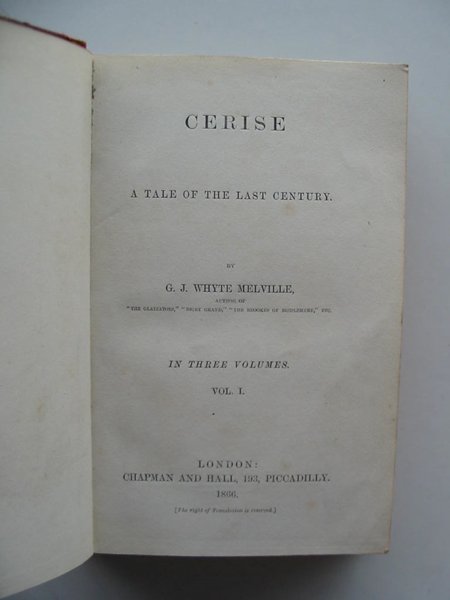 CERISE
A TALE OF THE LAST CENTURY.
BY
G. J. WHYTE MELVILLE,
AUTHOR OF
"THE GLADIATORS," "DIGBY GRAND," "THE BROOKES OF BRIDLEMERE," ETC.
IN THREE VOLUMES.
VOL. I.
LONDON:
CHAPMAN AND HALL, 193, PICCADILLY.
1866.
[The right of Translation is reserved.]